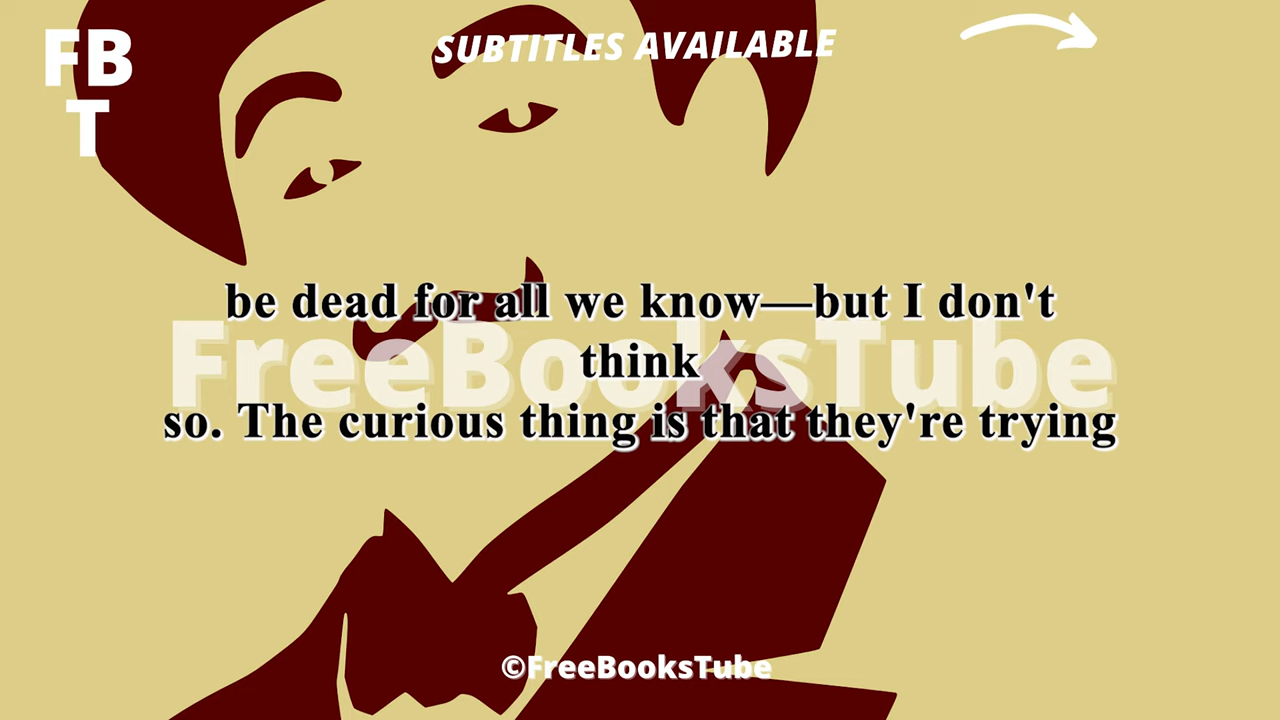 FB
T
SUBTITLES AVAILABLE
be dead for all we know—but I don't
think
so. The curious thing is that they're trying
FreeBooksTube
©FreeBooksTube